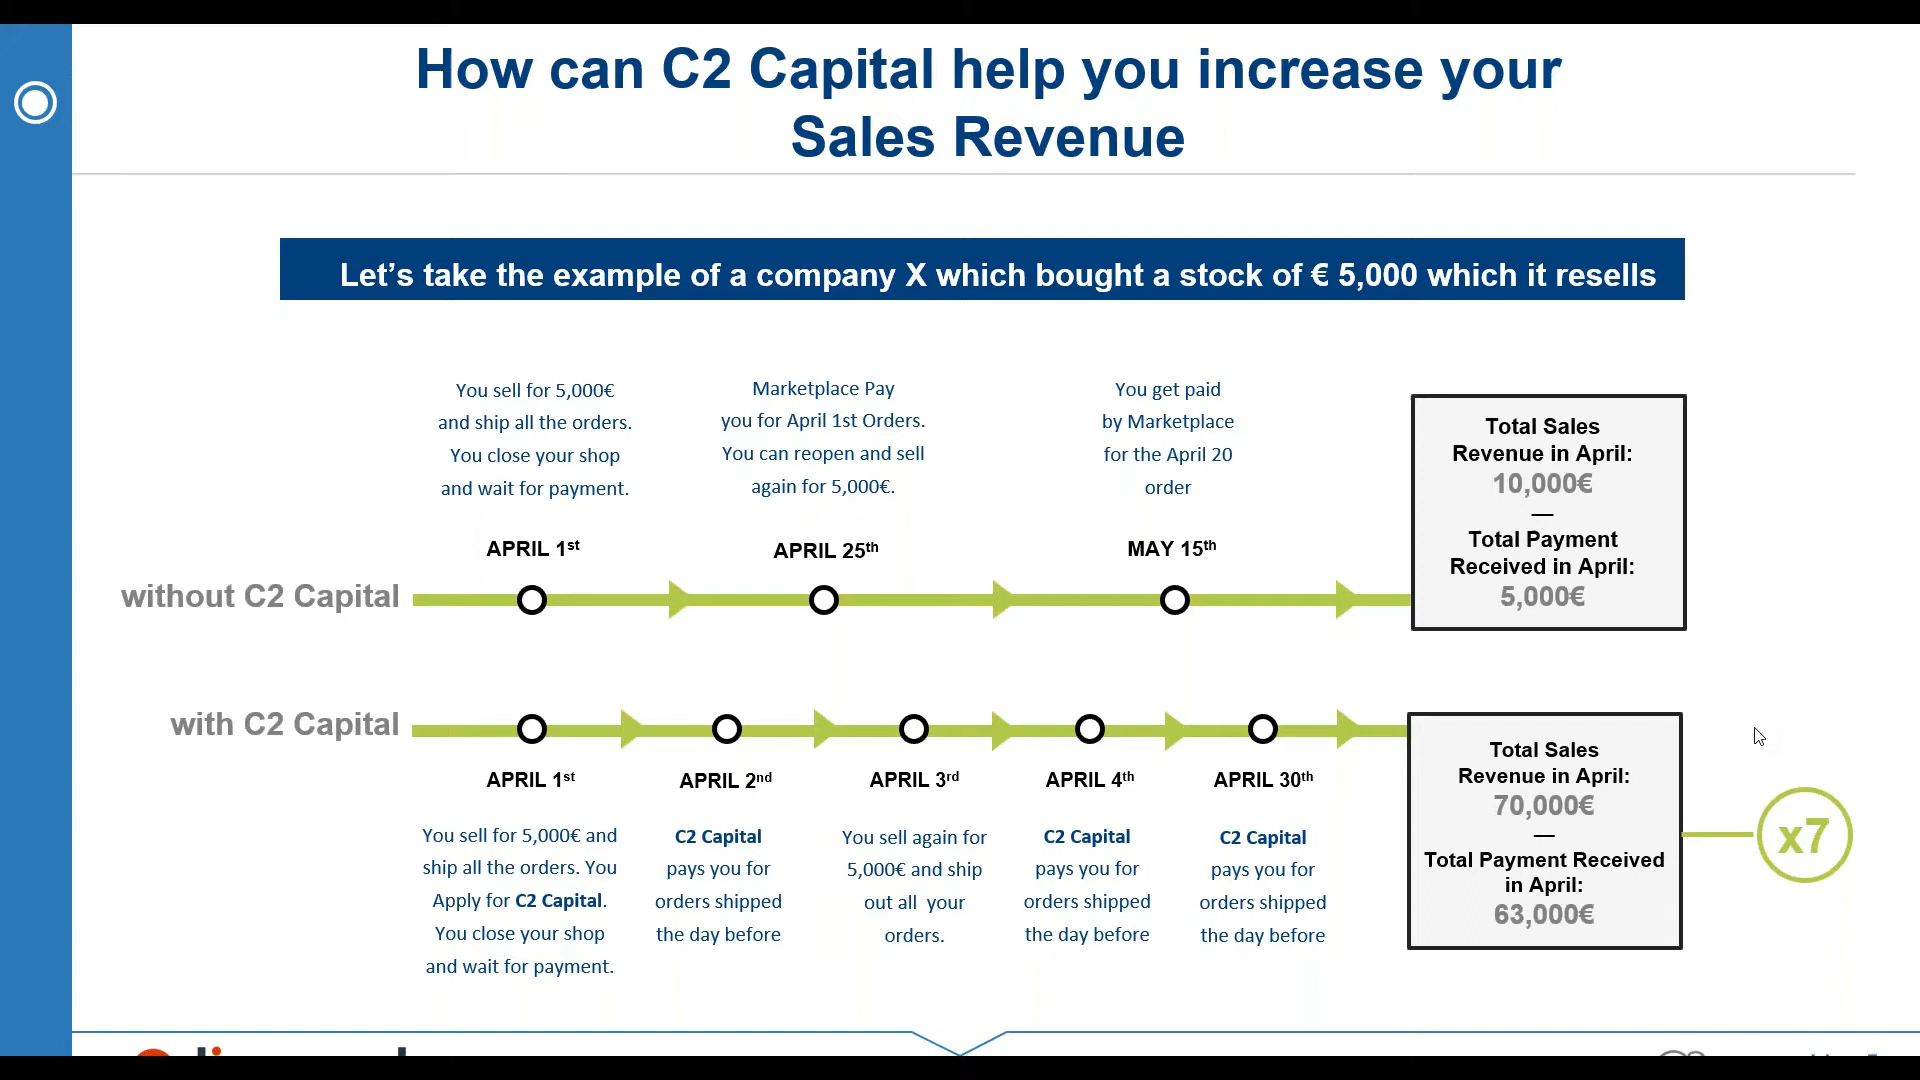 How can C2 Capital help you increase your
Sales Revenue
Let’s take the example of a company X which bought a stock of € 5,000 which it resells
You sell for 5,000€
and ship all the orders.
You close your shop
and wait for payment.
APRIL 1st
Marketplace Pay
you for April 1st Orders.
You can reopen and sell
again for 5,000€.
APRIL 25th
You get paid
by Marketplace
for the April 20
order
MAY 15th
without C2 Capital
Total Sales
Revenue in April:
10,000€
—
Total Payment
Received in April:
5,000€
with C2 Capital
APRIL 1st
You sell for 5,000€ and
ship all the orders. You
Apply for C2 Capital.
You close your shop
and wait for payment.
APRIL 2nd
C2 Capital
pays you for
orders shipped
the day before
APRIL 3rd
You sell again for
5,000€ and ship
out all  your
orders.
APRIL 4th
C2 Capital
pays you for
orders shipped
the day before
APRIL 30th
C2 Capital
pays you for
orders shipped
the day before
Total Sales
Revenue in April:
70,000€
—
Total Payment Received
in April:
63,000€
x7